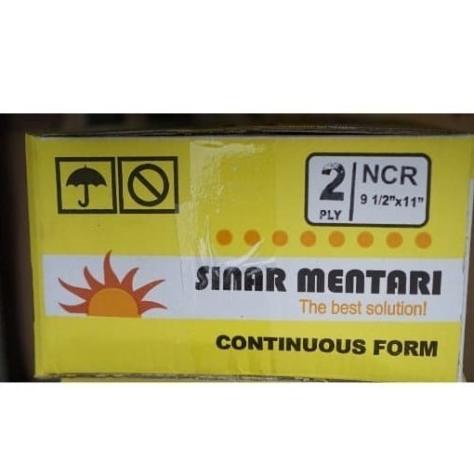 2 NCR
PLY 9 1/2"x11"
SINAR MENTARI
The best solution!
CONTINUOUS FORM